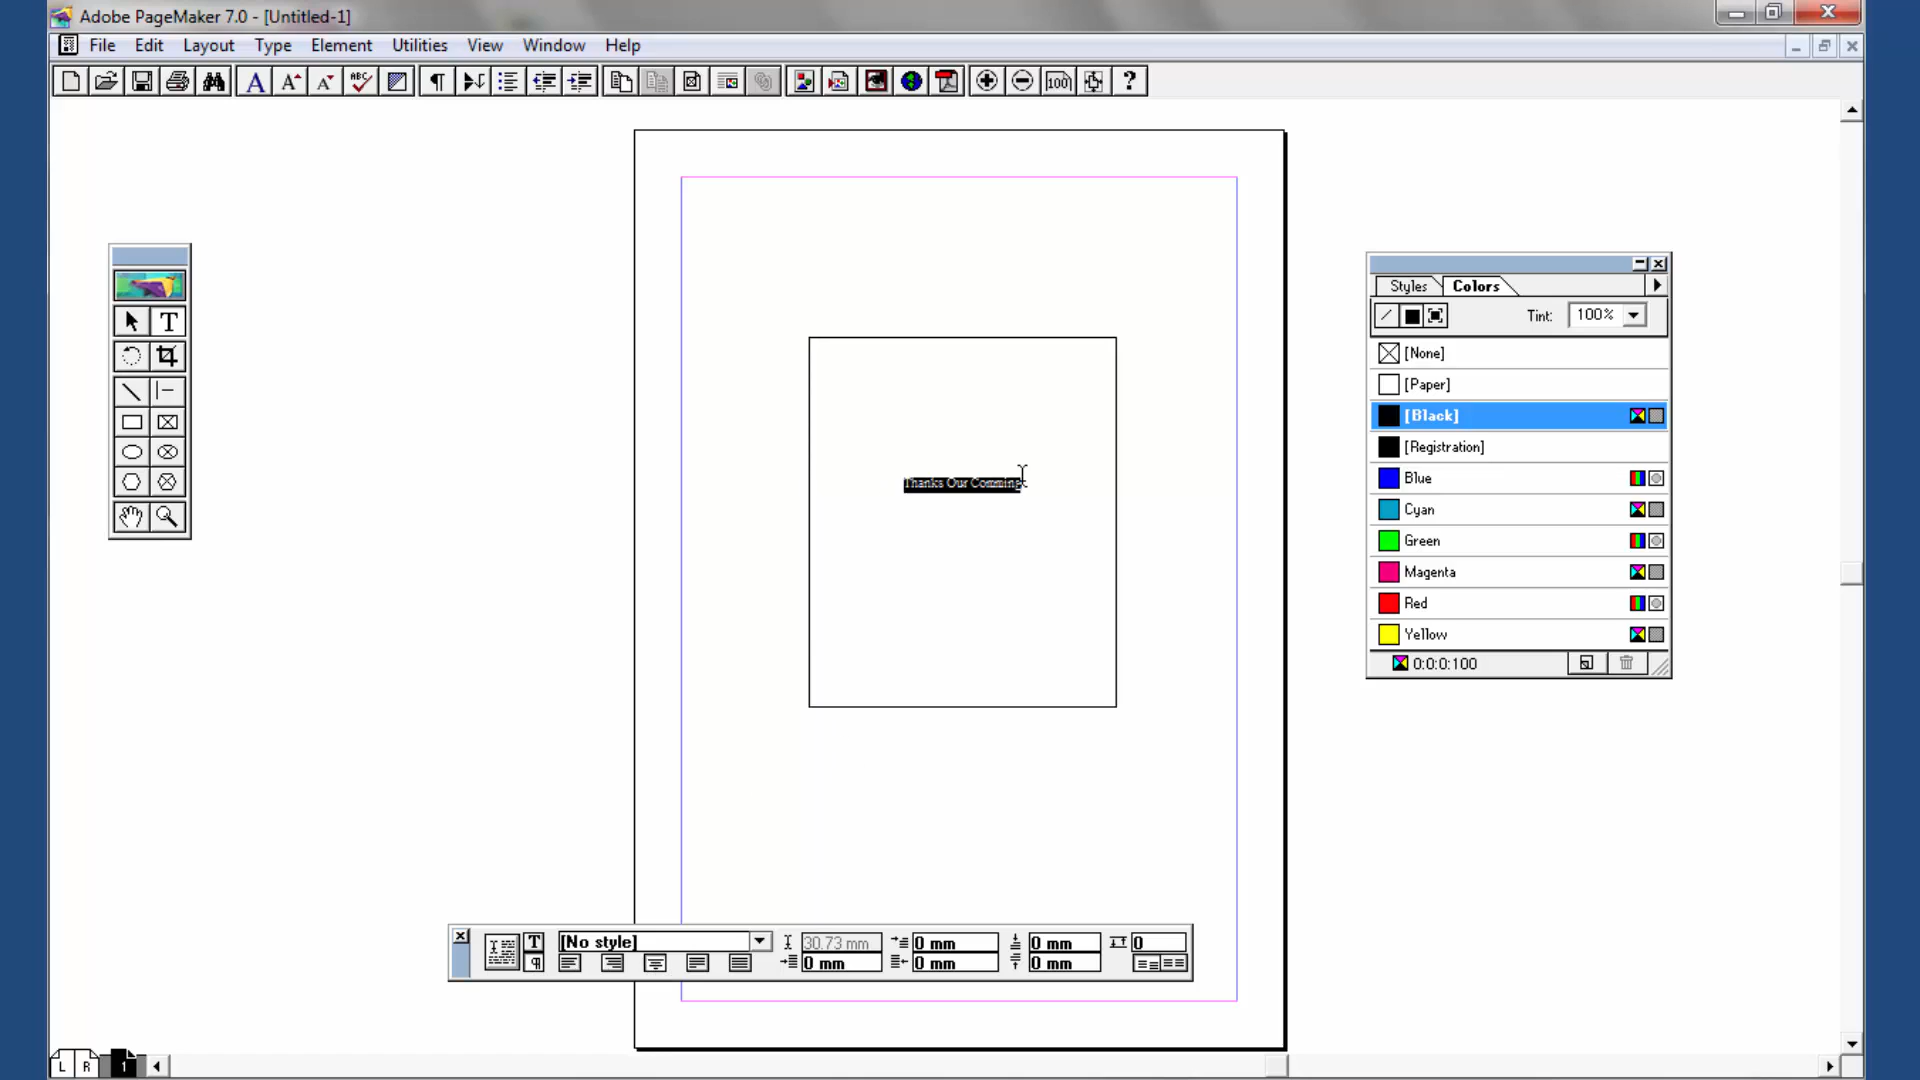 Adobe PageMaker 7.0 - [Untitled-1]
File Edit Layout Type Element Utilities View Window Help
A A A ABC ¶ 100 ?
T
Styles Colors
Tint: 100%
[None]
[Paper]
[Black]
[Registration]
Blue
Cyan
Green
Magenta
Red
Yellow
0:0:0:100
Thanks Our Comming
T [No style] 30.73 mm 0 mm 0 mm 0
¶ 0 mm 0 mm 0 mm
L R 1